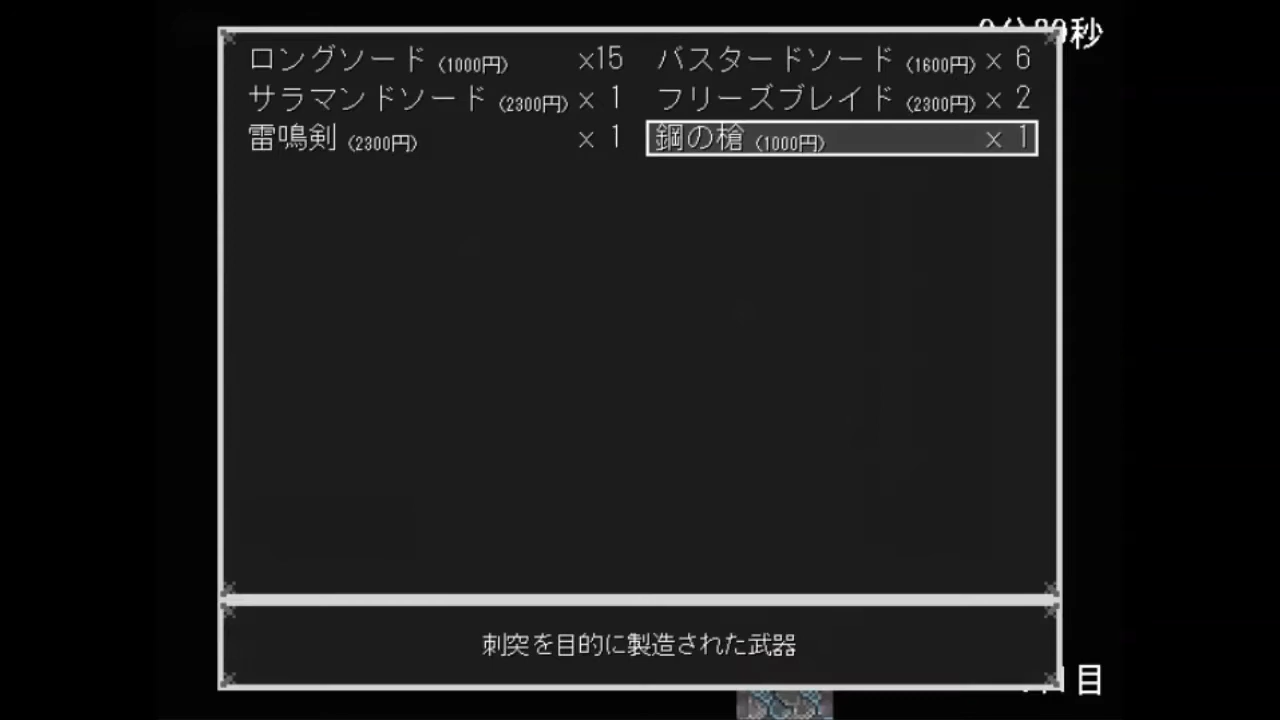 ロングソード (1000円) ×15 バスタードソード (1600円) × 6
サラマンドソード (2300円) × 1 フリーズブレイド (2300円) × 2
雷鳴剣 (2300円) × 1 鋼の槍 (1000円) × 1
刺突を目的に製造された武器
秒
目